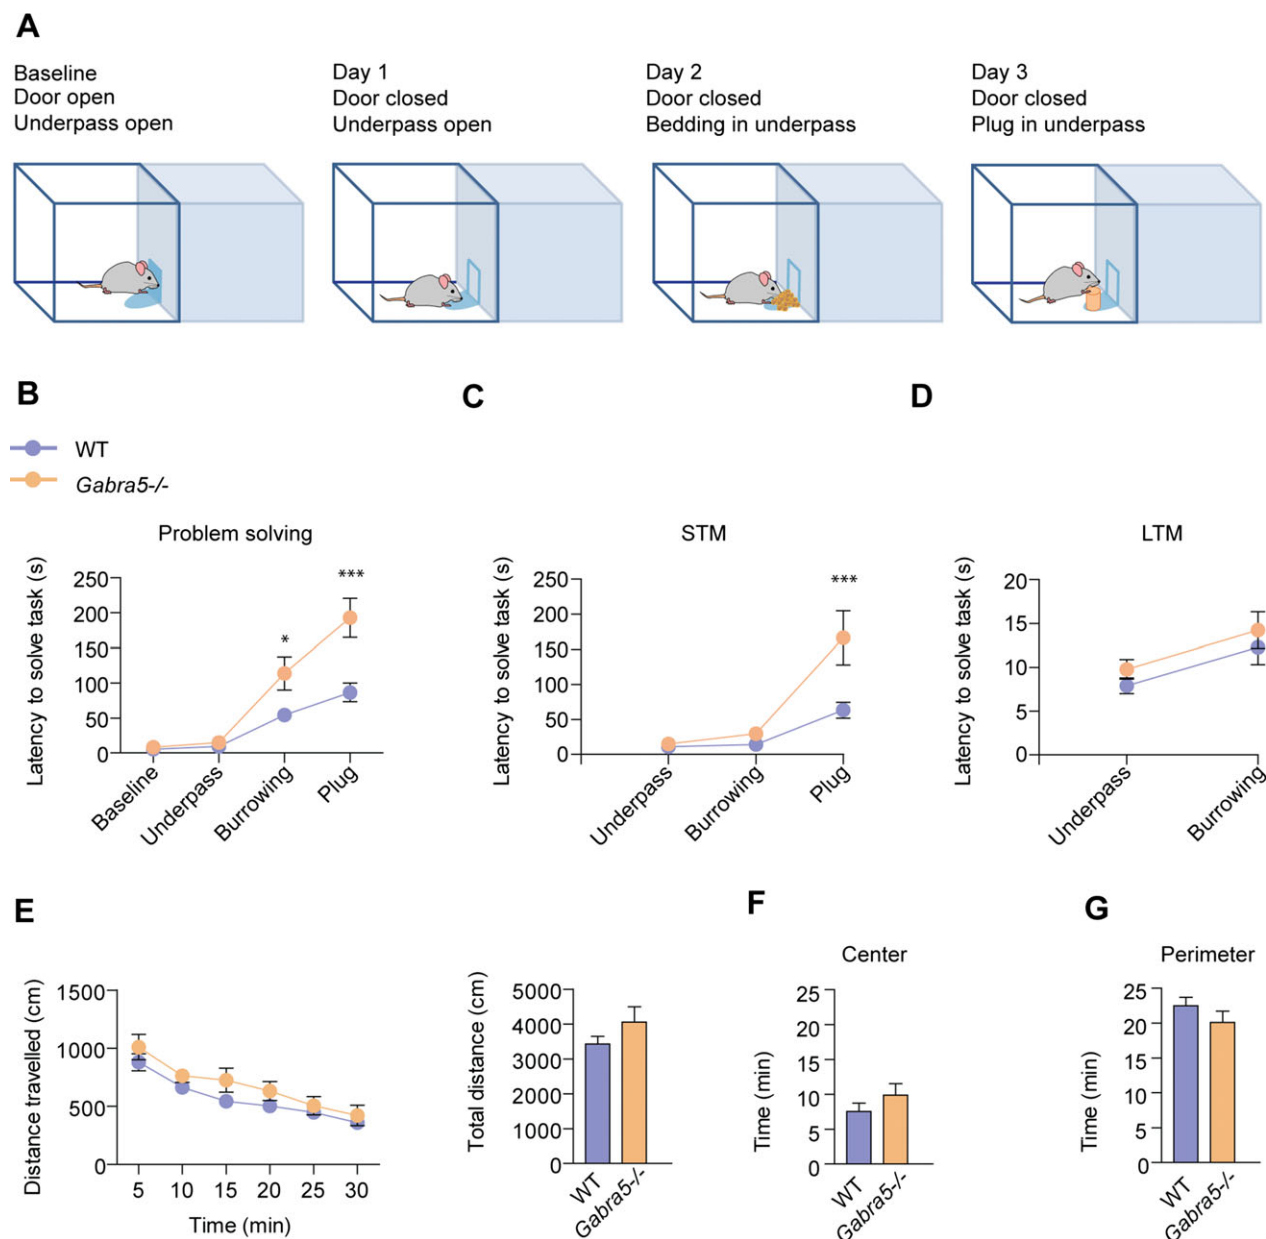 A
Baseline
Door open
Underpass open
Day 1
Door closed
Underpass open
Day 2
Door closed
Bedding in underpass
Day 3
Door closed
Plug in underpass
B
WT
Gabra5-/-
Problem solving
Latency to solve task (s)
250
200
150
100
50
0
*
***
Baseline
Underpass
Burrowing
Plug
C
STM
Latency to solve task (s)
250
200
150
100
50
0
***
Underpass
Burrowing
Plug
D
LTM
Latency to solve task (s)
20
15
10
5
0
Underpass
Burrowing
E
Distance travelled (cm)
1500
1000
500
0
5 10 15 20 25 30
Time (min)
Total distance (cm)
5000
4000
3000
2000
1000
0
WT
Gabra5-/-
F
Center
Time (min)
25
20
15
10
5
0
WT
Gabra5-/-
G
Perimeter
Time (min)
25
20
15
10
5
0
WT
Gabra5-/-